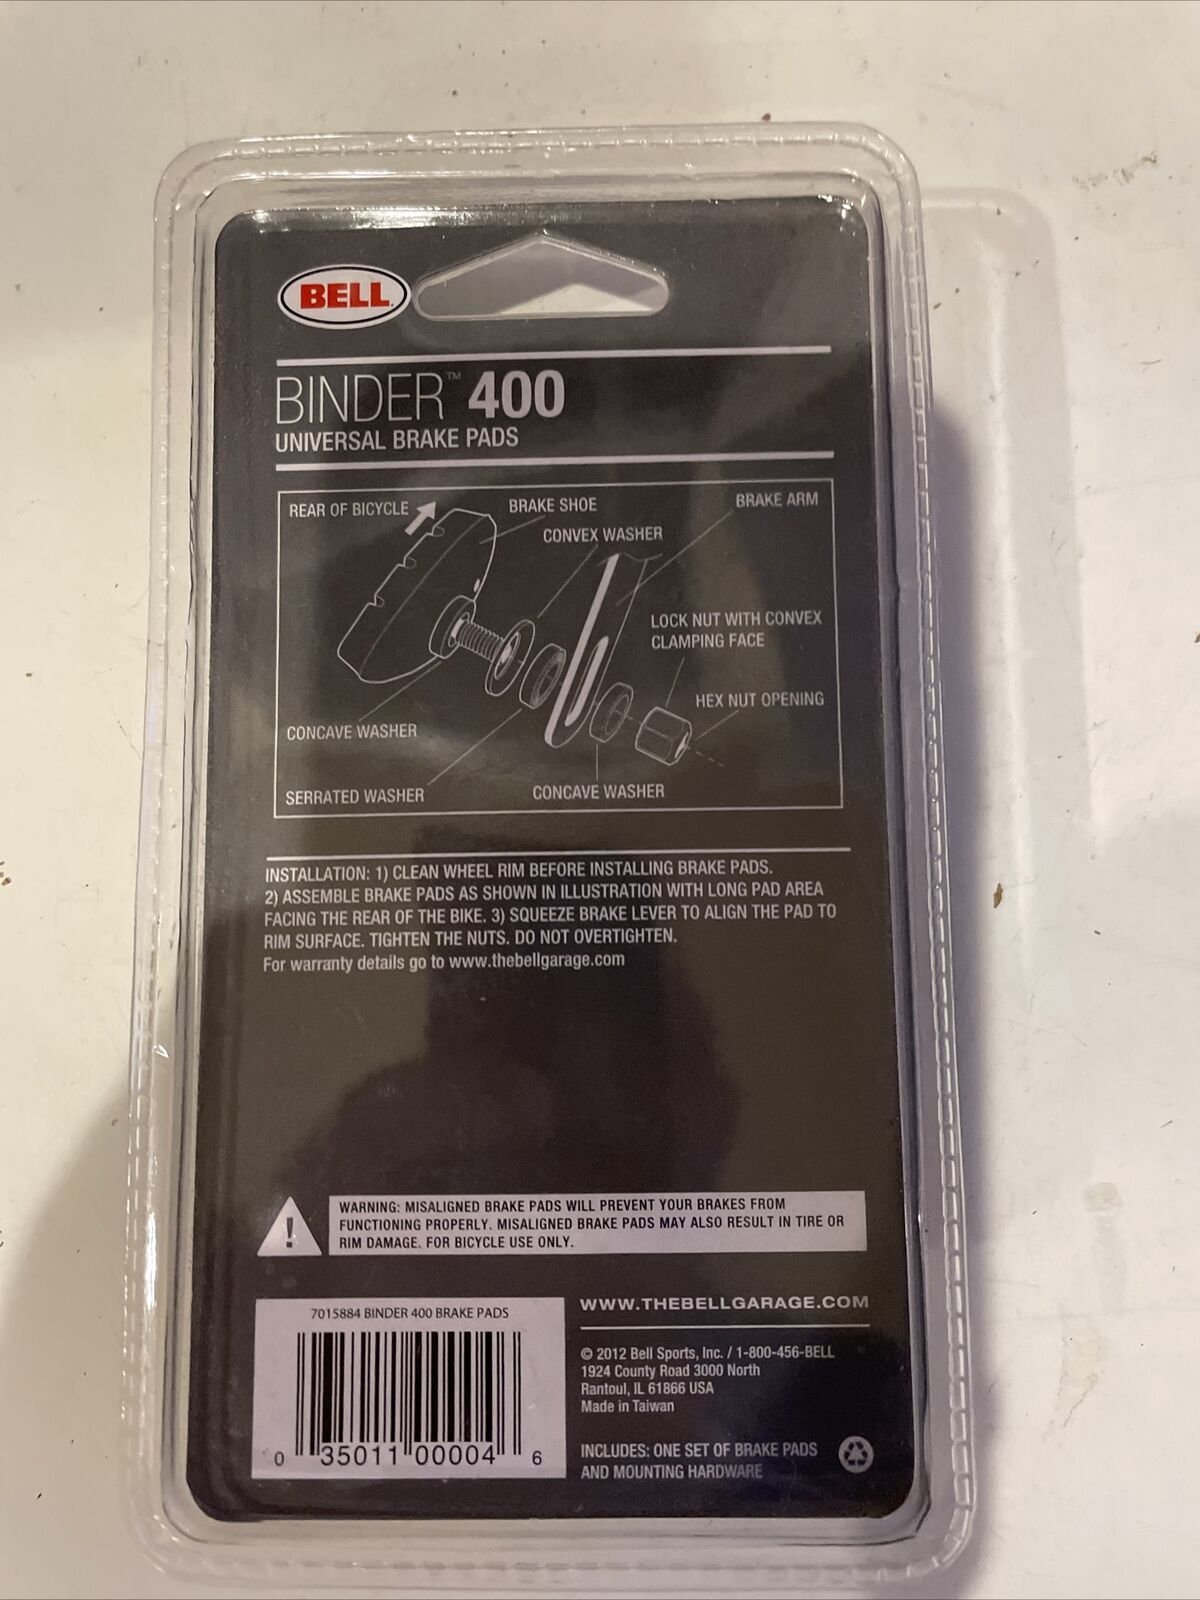 BELL
BINDER™ 400
UNIVERSAL BRAKE PADS
REAR OF BICYCLE
BRAKE SHOE
BRAKE ARM
CONVEX WASHER
LOCK NUT WITH CONVEX
CLAMPING FACE
HEX NUT OPENING
CONCAVE WASHER
SERRATED WASHER
CONCAVE WASHER
INSTALLATION: 1) CLEAN WHEEL RIM BEFORE INSTALLING BRAKE PADS.
2) ASSEMBLE BRAKE PADS AS SHOWN IN ILLUSTRATION WITH LONG PAD AREA
FACING THE REAR OF THE BIKE. 3) SQUEEZE BRAKE LEVER TO ALIGN THE PAD TO
RIM SURFACE. TIGHTEN THE NUTS. DO NOT OVERTIGHTEN.
For warranty details go to www.thebellgarage.com
WARNING: MISALIGNED BRAKE PADS WILL PREVENT YOUR BRAKES FROM
FUNCTIONING PROPERLY. MISALIGNED BRAKE PADS MAY ALSO RESULT IN TIRE OR
RIM DAMAGE. FOR BICYCLE USE ONLY.
7015884 BINDER 400 BRAKE PADS
0 35011 00004 6
WWW.THEBELLGARAGE.COM
© 2012 Bell Sports, Inc. / 1-800-456-BELL
1924 County Road 3000 North
Rantoul, IL 61866 USA
Made in Taiwan
INCLUDES: ONE SET OF BRAKE PADS
AND MOUNTING HARDWARE